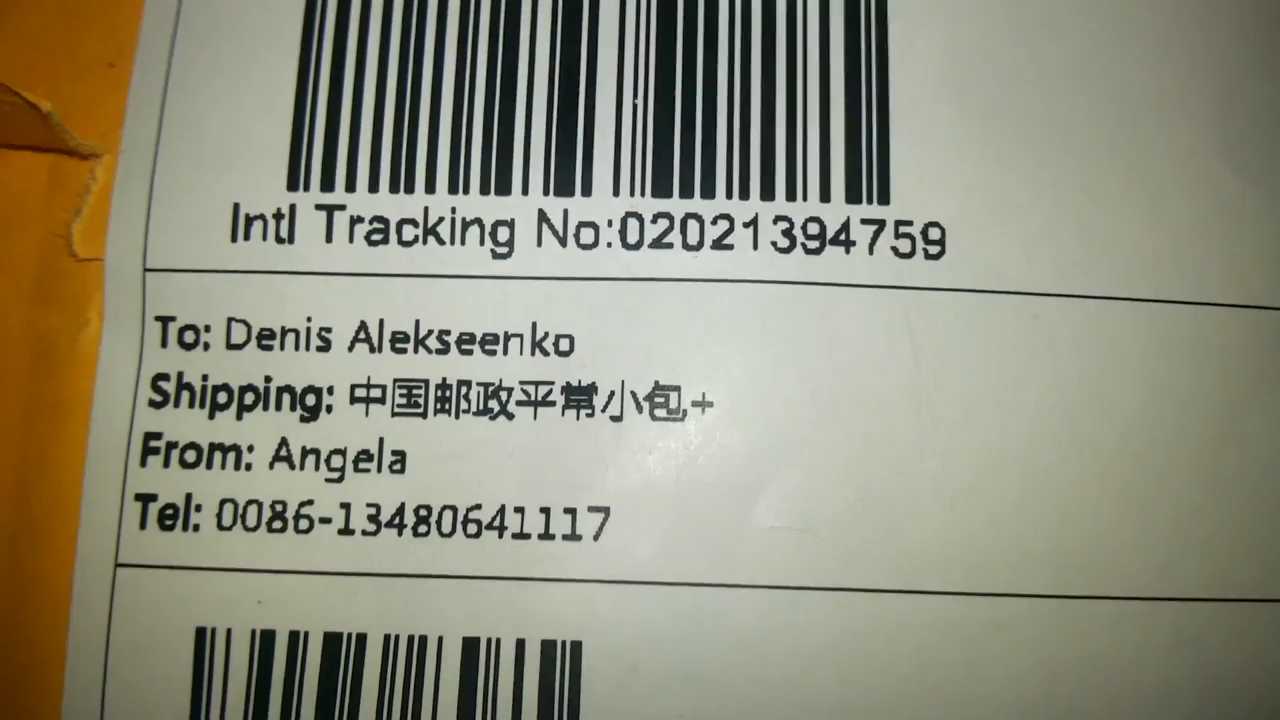 Intl Tracking No:02021394759
To: Denis Alekseenko
Shipping: 中国邮政平常小包+
From: Angela
Tel: 0086-13480641117